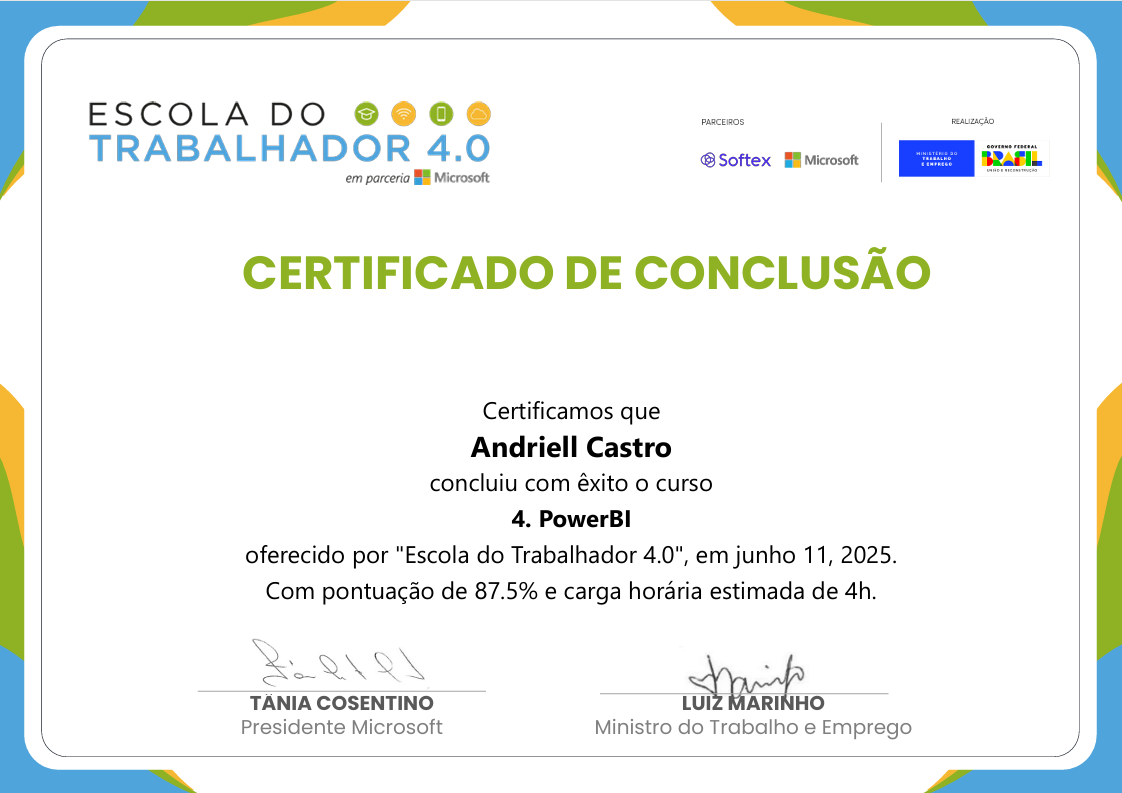 ESCOLA DO
TRABALHADOR 4.0
em parceria Microsoft
PARCEIROS
Softex Microsoft
REALIZAÇÃO
MINISTÉRIO DO
TRABALHO
E EMPREGO
GOVERNO FEDERAL
BRASIL
UNIÃO E RECONSTRUÇÃO
CERTIFICADO DE CONCLUSÃO
Certificamos que
Andriell Castro
concluiu com êxito o curso
4. PowerBI
oferecido por "Escola do Trabalhador 4.0", em junho 11, 2025.
Com pontuação de 87.5% e carga horária estimada de 4h.
TÂNIA COSENTINO
Presidente Microsoft
LUIZ MARINHO
Ministro do Trabalho e Emprego